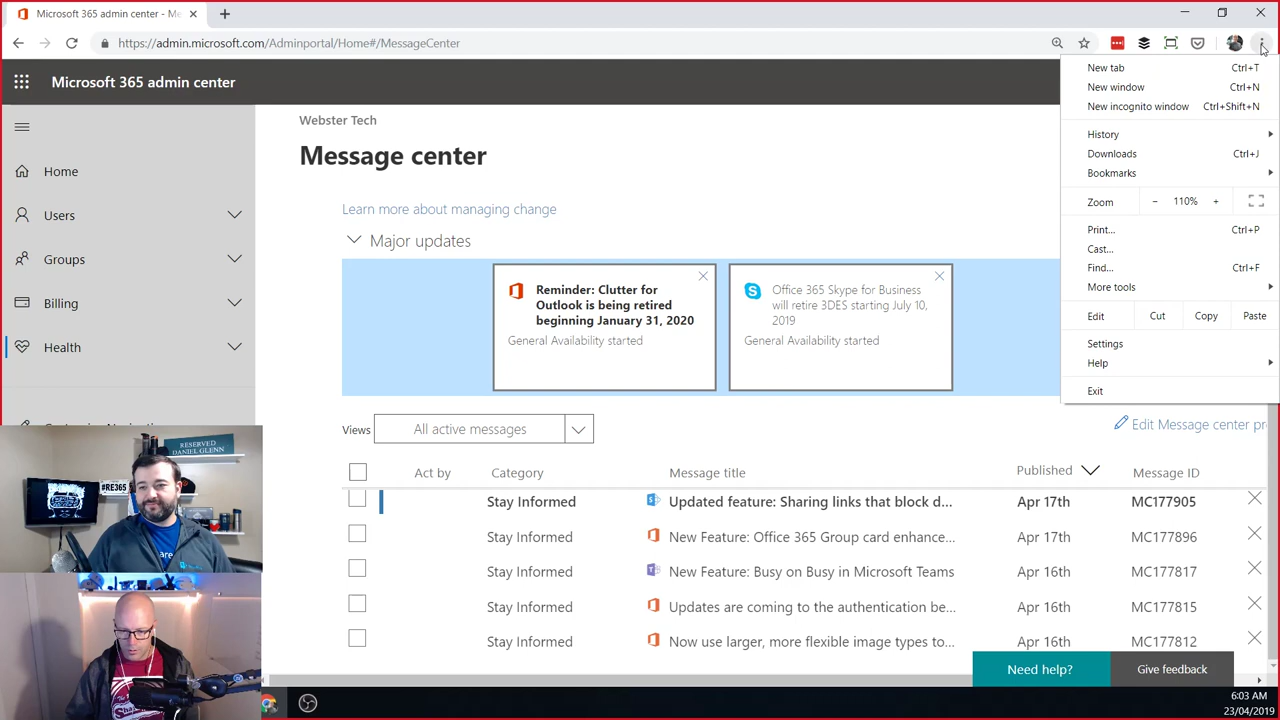 Microsoft 365 admin center - Me
https://admin.microsoft.com/Adminportal/Home#/MessageCenter
Microsoft 365 admin center
Home
Users
Groups
Billing
Health
Webster Tech
Message center
Learn more about managing change
Major updates
Reminder: Clutter for
Outlook is being retired
beginning January 31, 2020
General Availability started
Office 365 Skype for Business
will retire 3DES starting July 10,
2019
General Availability started
Views
All active messages
Edit Message center pr
Act by Category Message title Published Message ID
Stay Informed Updated feature: Sharing links that block d... Apr 17th MC177905
Stay Informed New Feature: Office 365 Group card enhance... Apr 17th MC177896
Stay Informed New Feature: Busy on Busy in Microsoft Teams Apr 16th MC177817
Stay Informed Updates are coming to the authentication be... Apr 16th MC177815
Stay Informed Now use larger, more flexible image types to... Apr 16th MC177812
Need help?
Give feedback
New tab Ctrl+T
New window Ctrl+N
New incognito window Ctrl+Shift+N
History
Downloads Ctrl+J
Bookmarks
Zoom - 110% +
Print... Ctrl+P
Cast...
Find... Ctrl+F
More tools
Edit Cut Copy Paste
Settings
Help
Exit
RESERVED
DANIEL GLENN
#RE365
6:03 AM
23/04/2019